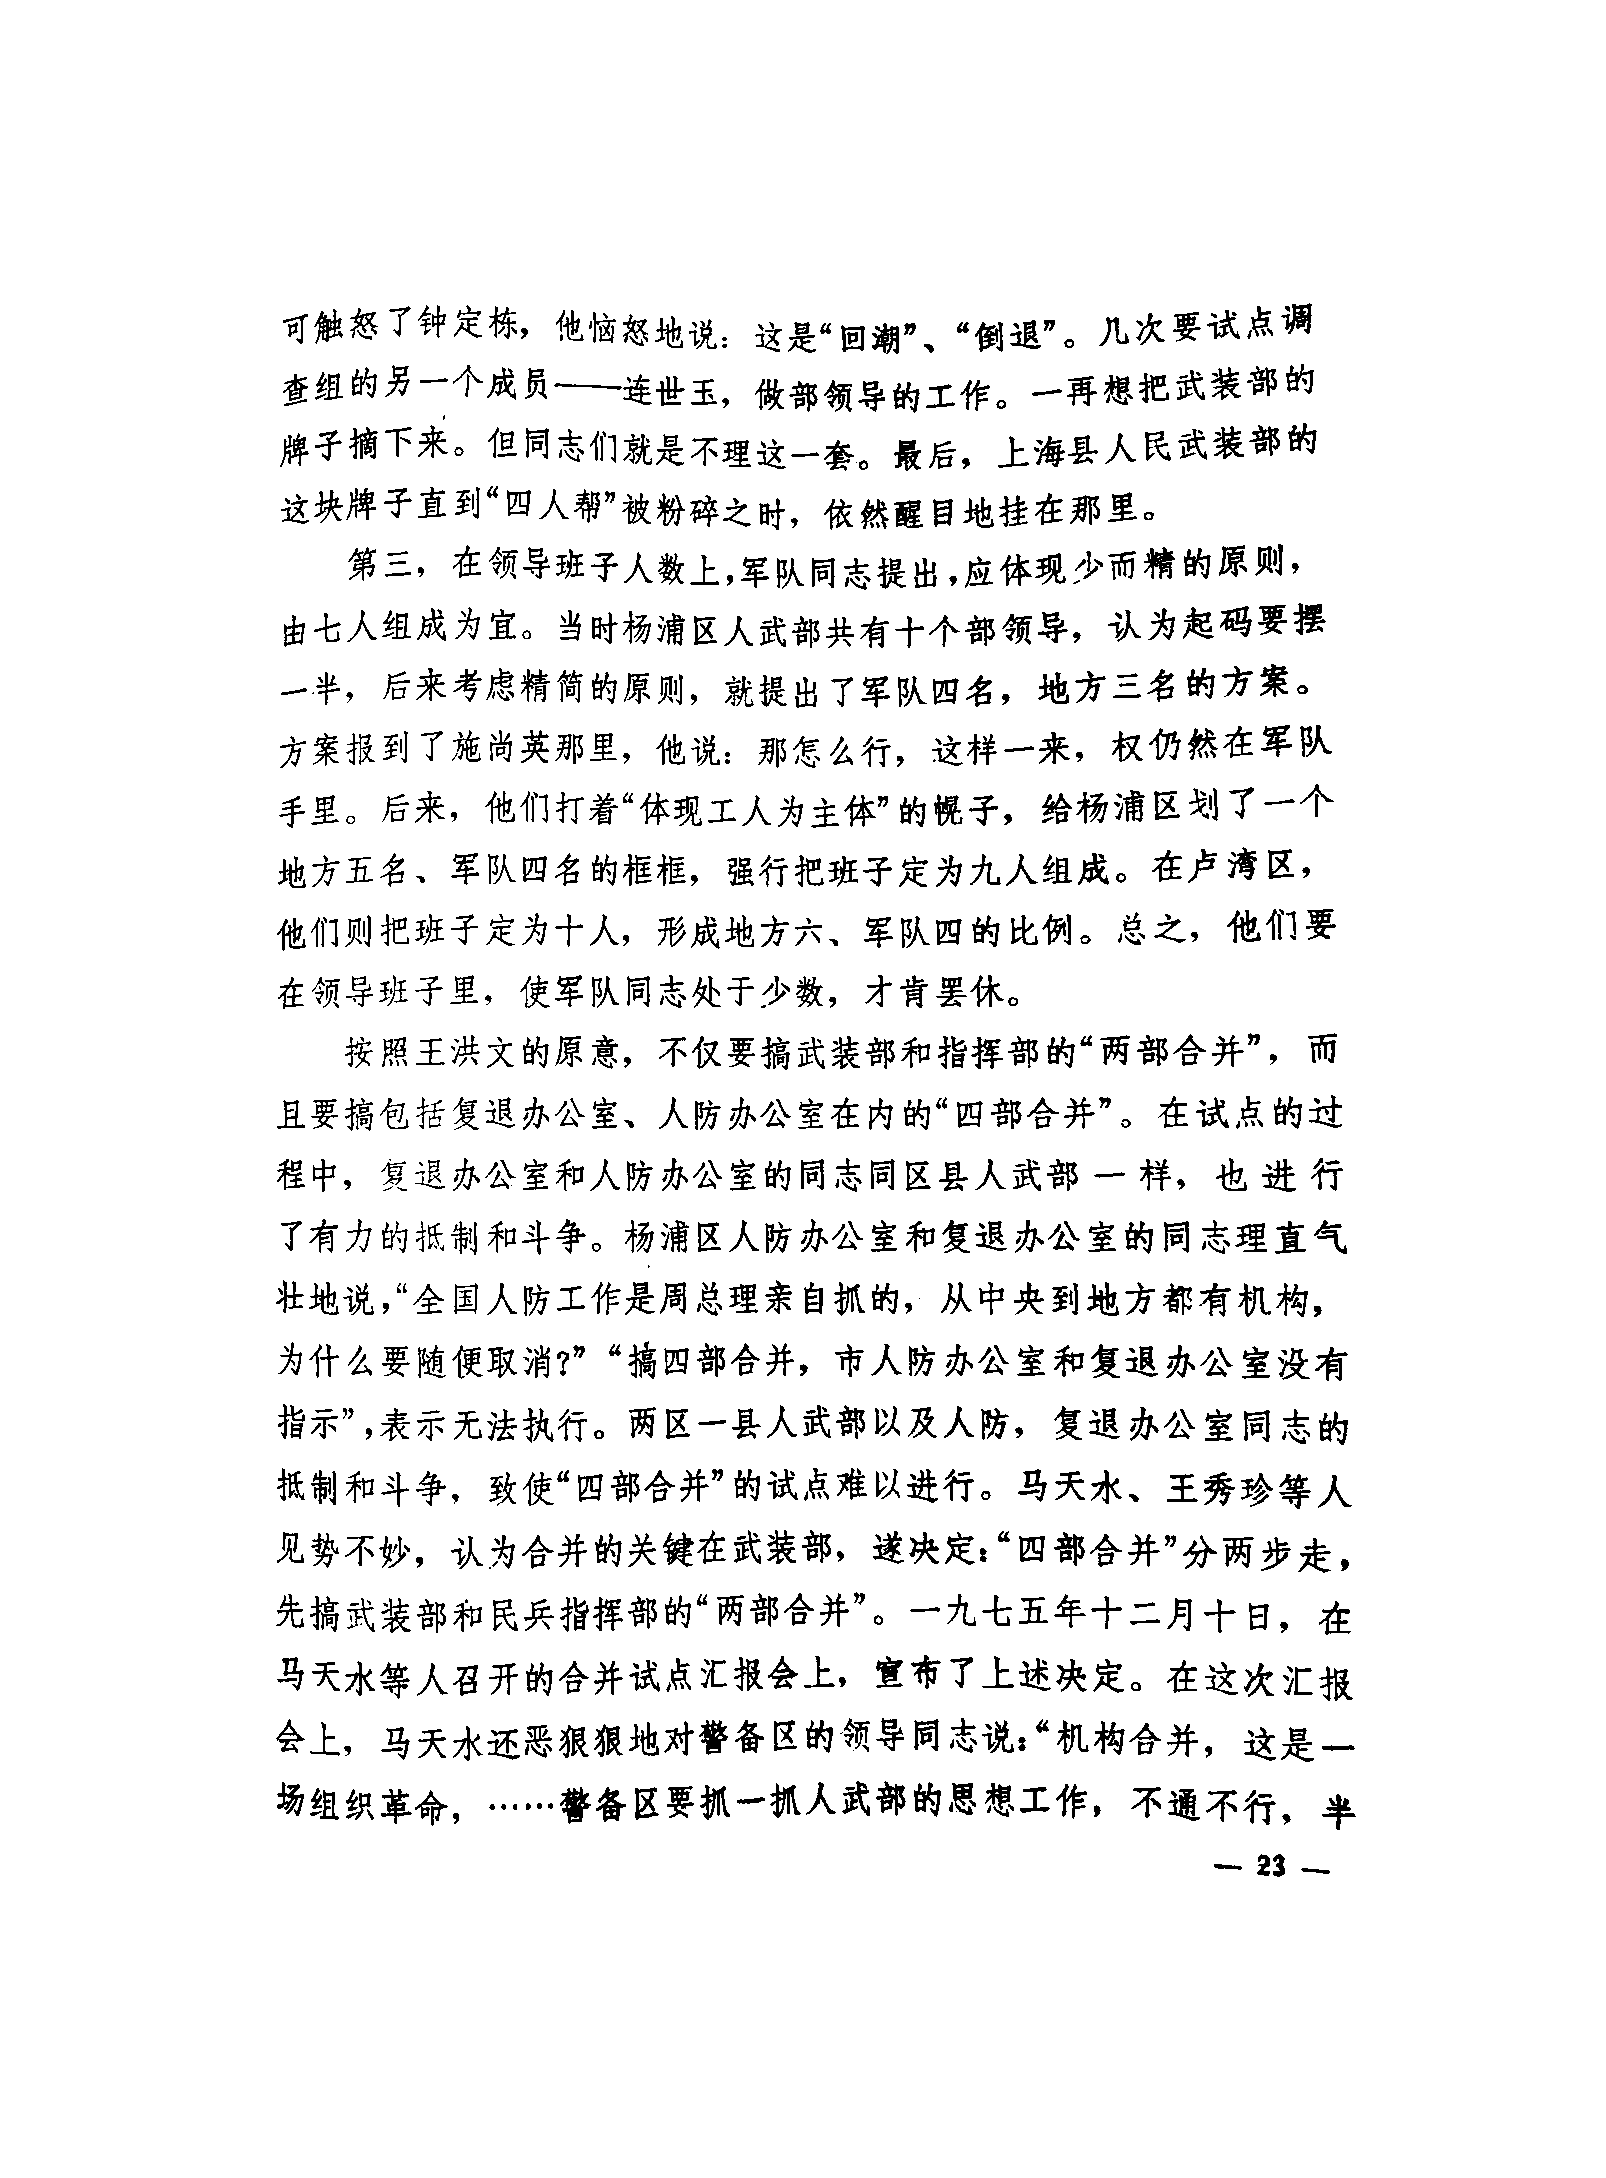 可触怒了钟定栋，他恼怒地说：这是“回潮”、“倒退”。几次要试点调
查组的另一个成员——连世玉，做部领导的工作。一再想把武装部的
牌子摘下来。但同志们就是不理这一套。最后，上海县人民武装部的
这块牌子直到“四人帮”被粉碎之时，依然醒目地挂在那里。
第三，在领导班子人数上，军队同志提出，应体现少而精的原则，
由七人组成为宜。当时杨浦区人武部共有十个部领导，认为起码要摆
一半，后来考虑精简的原则，就提出了军队四名，地方三名的方案。
方案报到了施尚英那里，他说：那怎么行，这样一来，权仍然在军队
手里。后来，他们打着“体现工人为主体”的幌子，给杨浦区划了一个
地方五名、军队四名的框框，强行把班子定为九人组成。在卢湾区，
他们则把班子定为十人，形成地方六、军队四的比例。总之，他们要
在领导班子里，使军队同志处于少数，才肯罢休。
按照王洪文的原意，不仅要搞武装部和指挥部的“两部合并”，而
且要搞包括复退办公室、人防办公室在内的“四部合并”。在试点的过
程中，复退办公室和人防办公室的同志同区县人武部一样，也进行
了有力的抵制和斗争。杨浦区人防办公室和复退办公室的同志理直气
壮地说，“全国人防工作是周总理亲自抓的，从中央到地方都有机构，
为什么要随便取消？”“搞四部合并，市人防办公室和复退办公室没有
指示”，表示无法执行。两区一县人武部以及人防，复退办公室同志的
抵制和斗争，致使“四部合并”的试点难以进行。马天水、王秀珍等人
见势不妙，认为合并的关键在武装部，遂决定：“四部合并”分两步走，
先搞武装部和民兵指挥部的“两部合并”。一九七五年十二月十日，在
马天水等人召开的合并试点汇报会上，宣布了上述决定。在这次汇报
会上，马天水还恶狠狠地对警备区的领导同志说：“机构合并，这是一
场组织革命，……警备区要抓一抓人武部的思想工作，不通不行，半
— 23 —